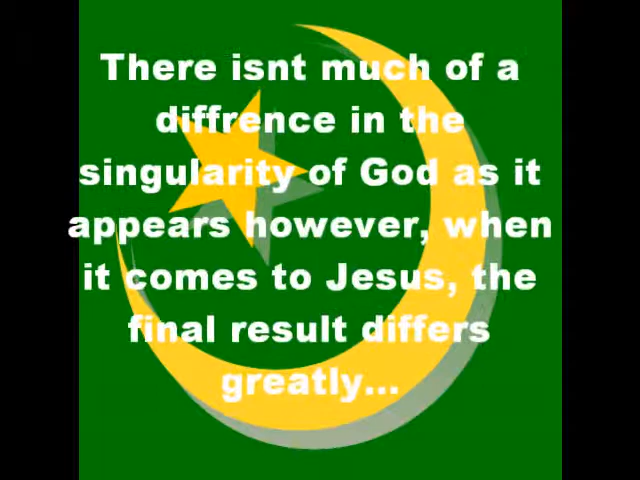 There isnt much of a
diffrence in the
singularity of God as it
appears however, when
it comes to Jesus, the
final result differs
greatly...